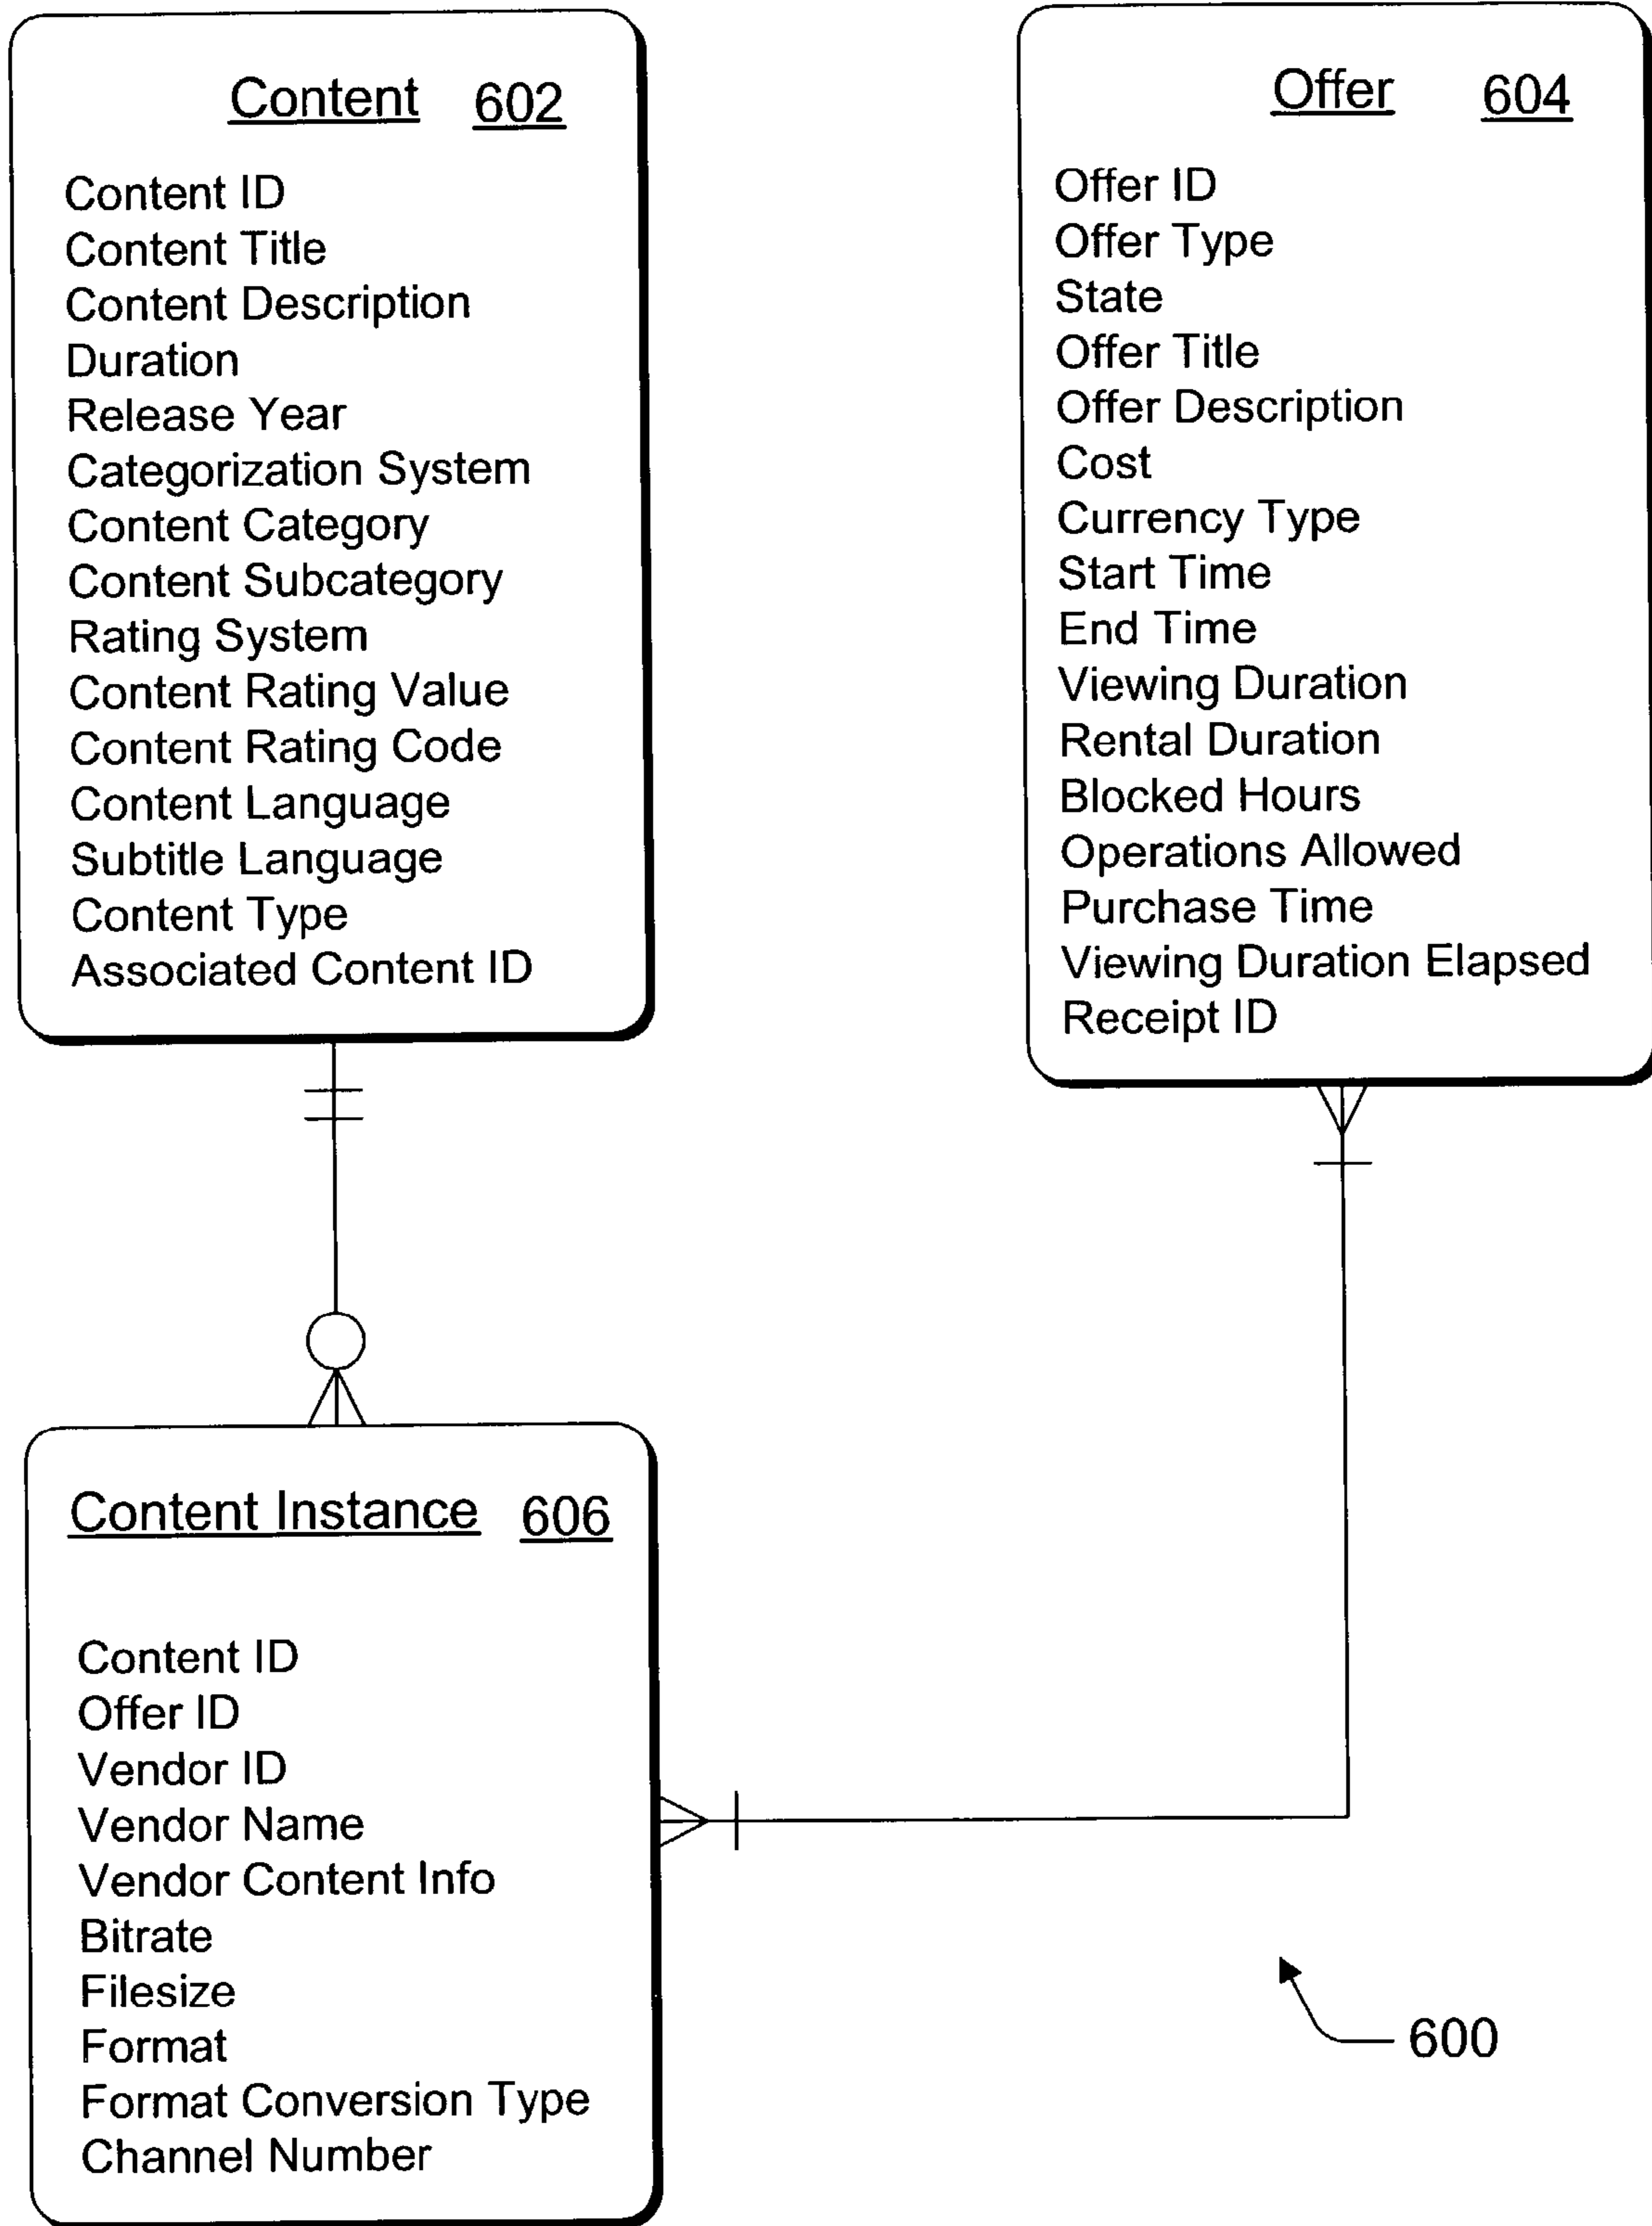 Content 602
Content ID
Content Title
Content Description
Duration
Release Year
Categorization System
Content Category
Content Subcategory
Rating System
Content Rating Value
Content Rating Code
Content Language
Subtitle Language
Content Type
Associated Content ID
Offer 604
Offer ID
Offer Type
State
Offer Title
Offer Description
Cost
Currency Type
Start Time
End Time
Viewing Duration
Rental Duration
Blocked Hours
Operations Allowed
Purchase Time
Viewing Duration Elapsed
Receipt ID
Content Instance 606
Content ID
Offer ID
Vendor ID
Vendor Name
Vendor Content Info
Bitrate
Filesize
Format
Format Conversion Type
Channel Number
600